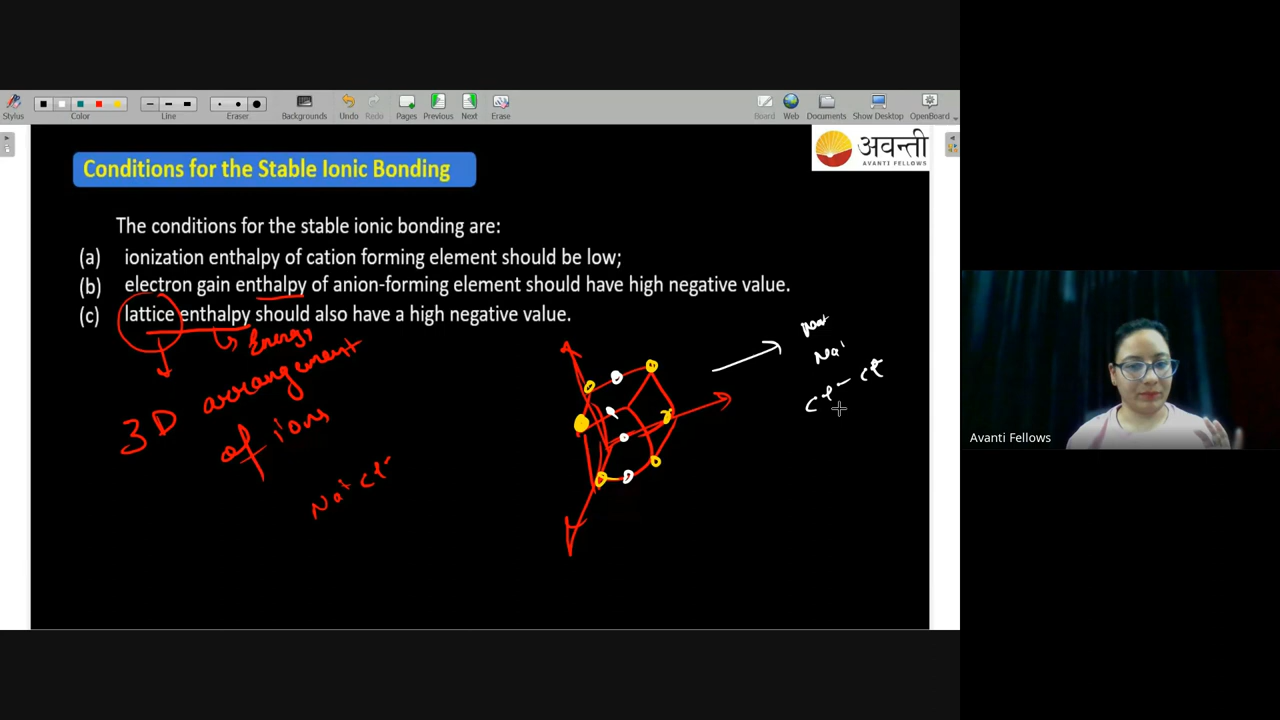 Stylus
Color
Line
Eraser
Backgrounds
Undo
Redo
Pages
Previous
Next
Erase
Board
Web
Documents
Show Desktop
OpenBoard
अवन्ती
AVANTI FELLOWS
Conditions for the Stable Ionic Bonding
The conditions for the stable ionic bonding are:
(a) ionization enthalpy of cation forming element should be low;
(b) electron gain enthalpy of anion-forming element should have high negative value.
(c) lattice enthalpy should also have a high negative value.
Energy
3D arrangement
of ions
Na+ Cl-
Na+
Cl- Cl-
Avanti Fellows